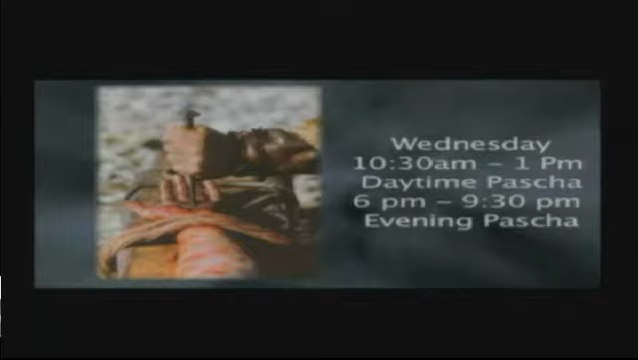 Wednesday
10:30am - 1 Pm
Daytime Pascha
6 pm - 9:30 pm
Evening Pascha